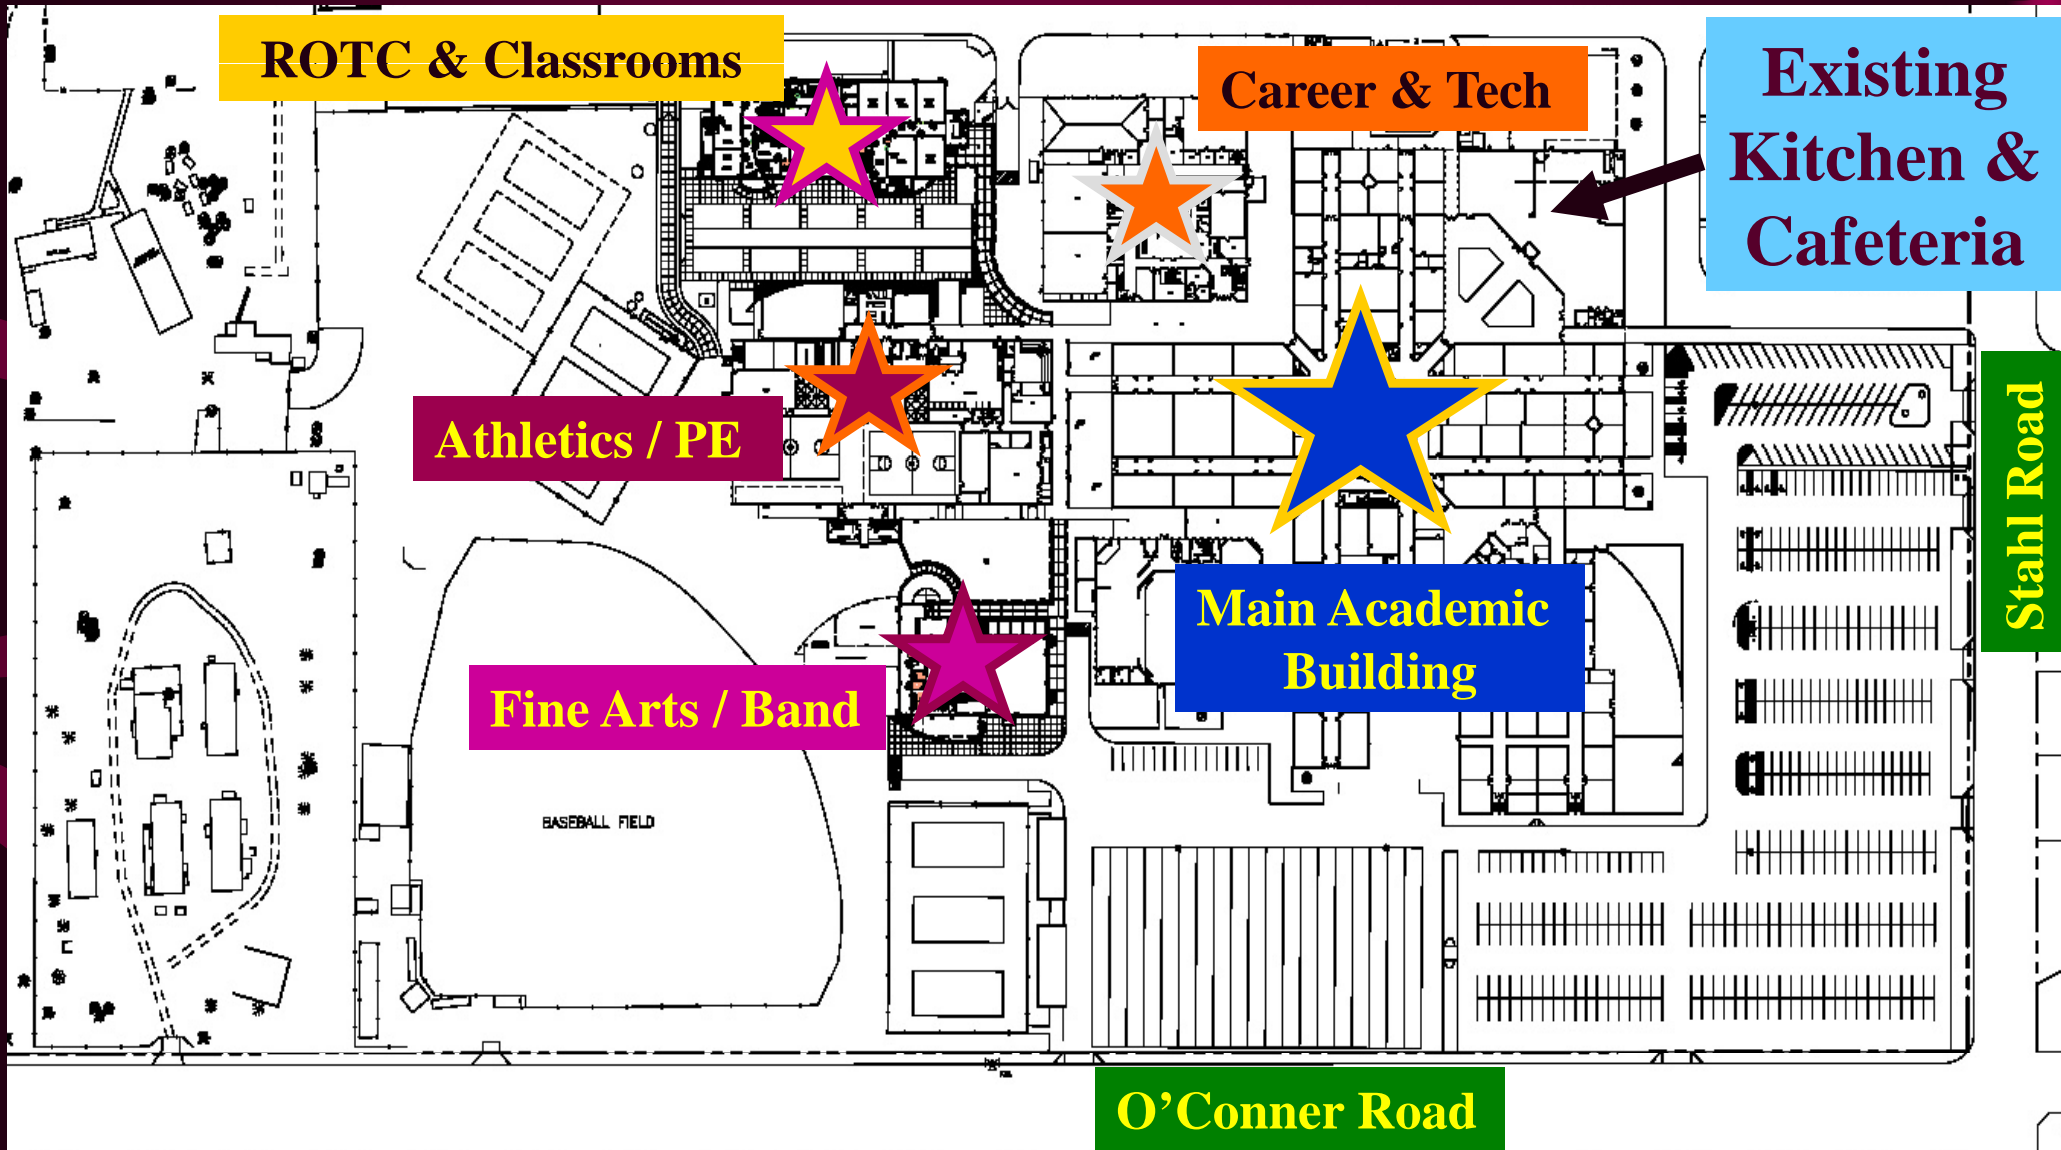 ROTC & Classrooms
Career & Tech
Existing
Kitchen &
Cafeteria
Stahl Road
Athletics / PE
Main Academic
Building
Fine Arts / Band
BASEBALL FIELD
O’Conner Road